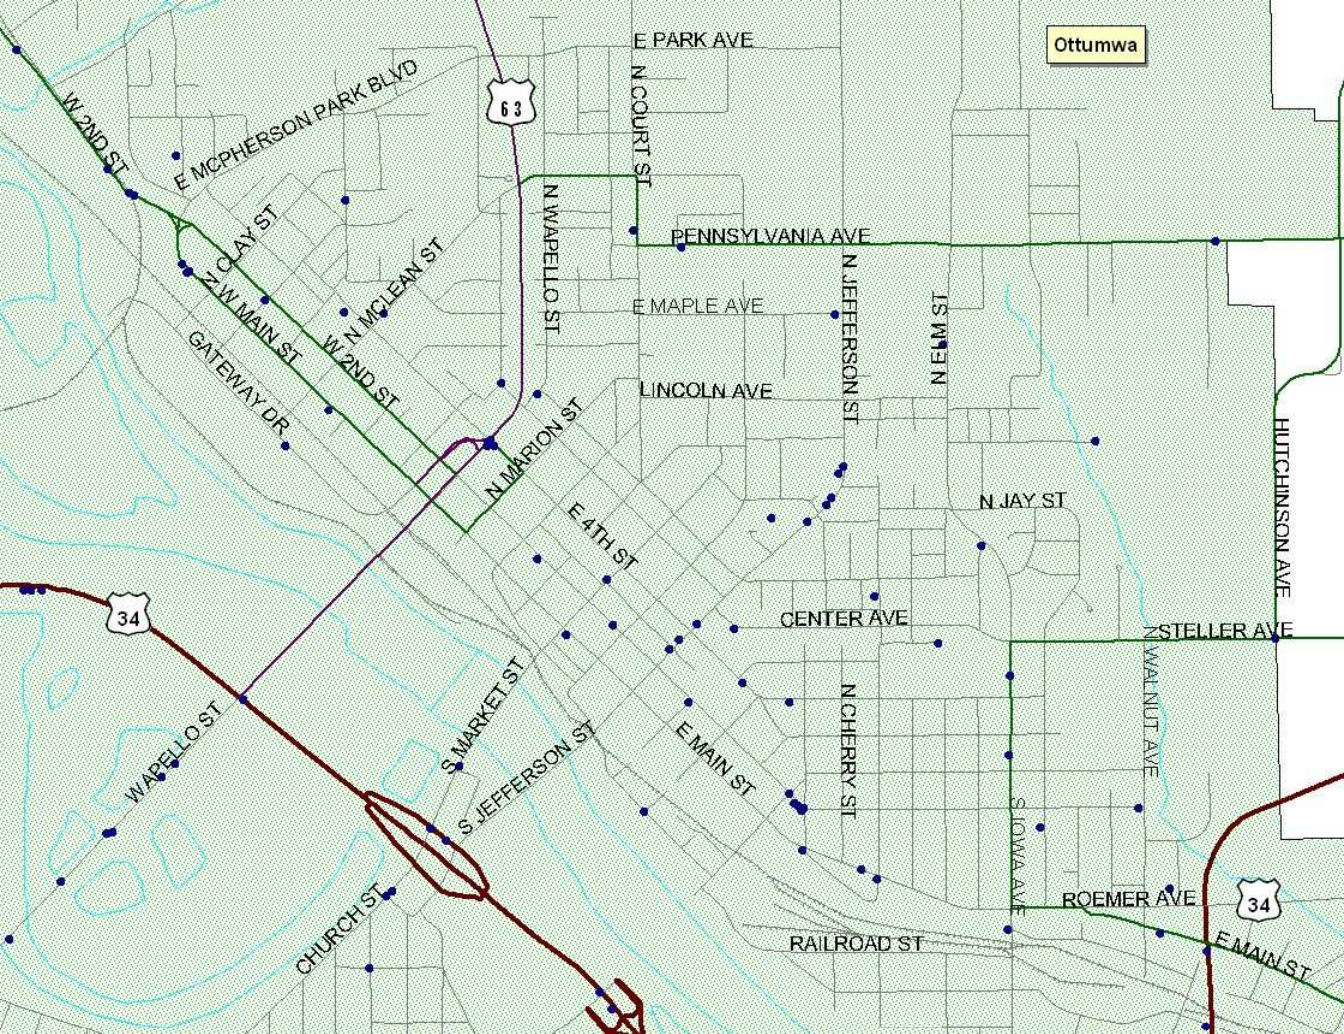 E PARK AVE
Ottumwa
W 2ND ST
E MCPHERSON PARK BLVD
63
N COURT ST
N CLAY ST
N MCLEAN ST
N WAPELLO ST
PENNSYLVANIA AVE
E MAPLE AVE
N JEFFERSON ST
N ELM ST
W MAIN ST
W 2ND ST
GATEWAY DR
LINCOLN AVE
N MARION ST
HUTCHINSON AVE
N JAY ST
E 4TH ST
34
CENTER AVE
STELLER AVE
N WALNUT AVE
WAPELLO ST
S MARKET ST
S JEFFERSON ST
E MAIN ST
N CHERRY ST
S IOWA AVE
CHURCH ST
ROEMER AVE
34
RAILROAD ST
E MAIN ST